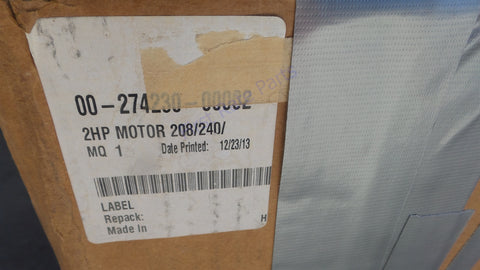 00-274230-00082
2HP MOTOR 208/240/
MQ 1 Date Printed: 12/23/13
LABEL
Repack: H
Made In